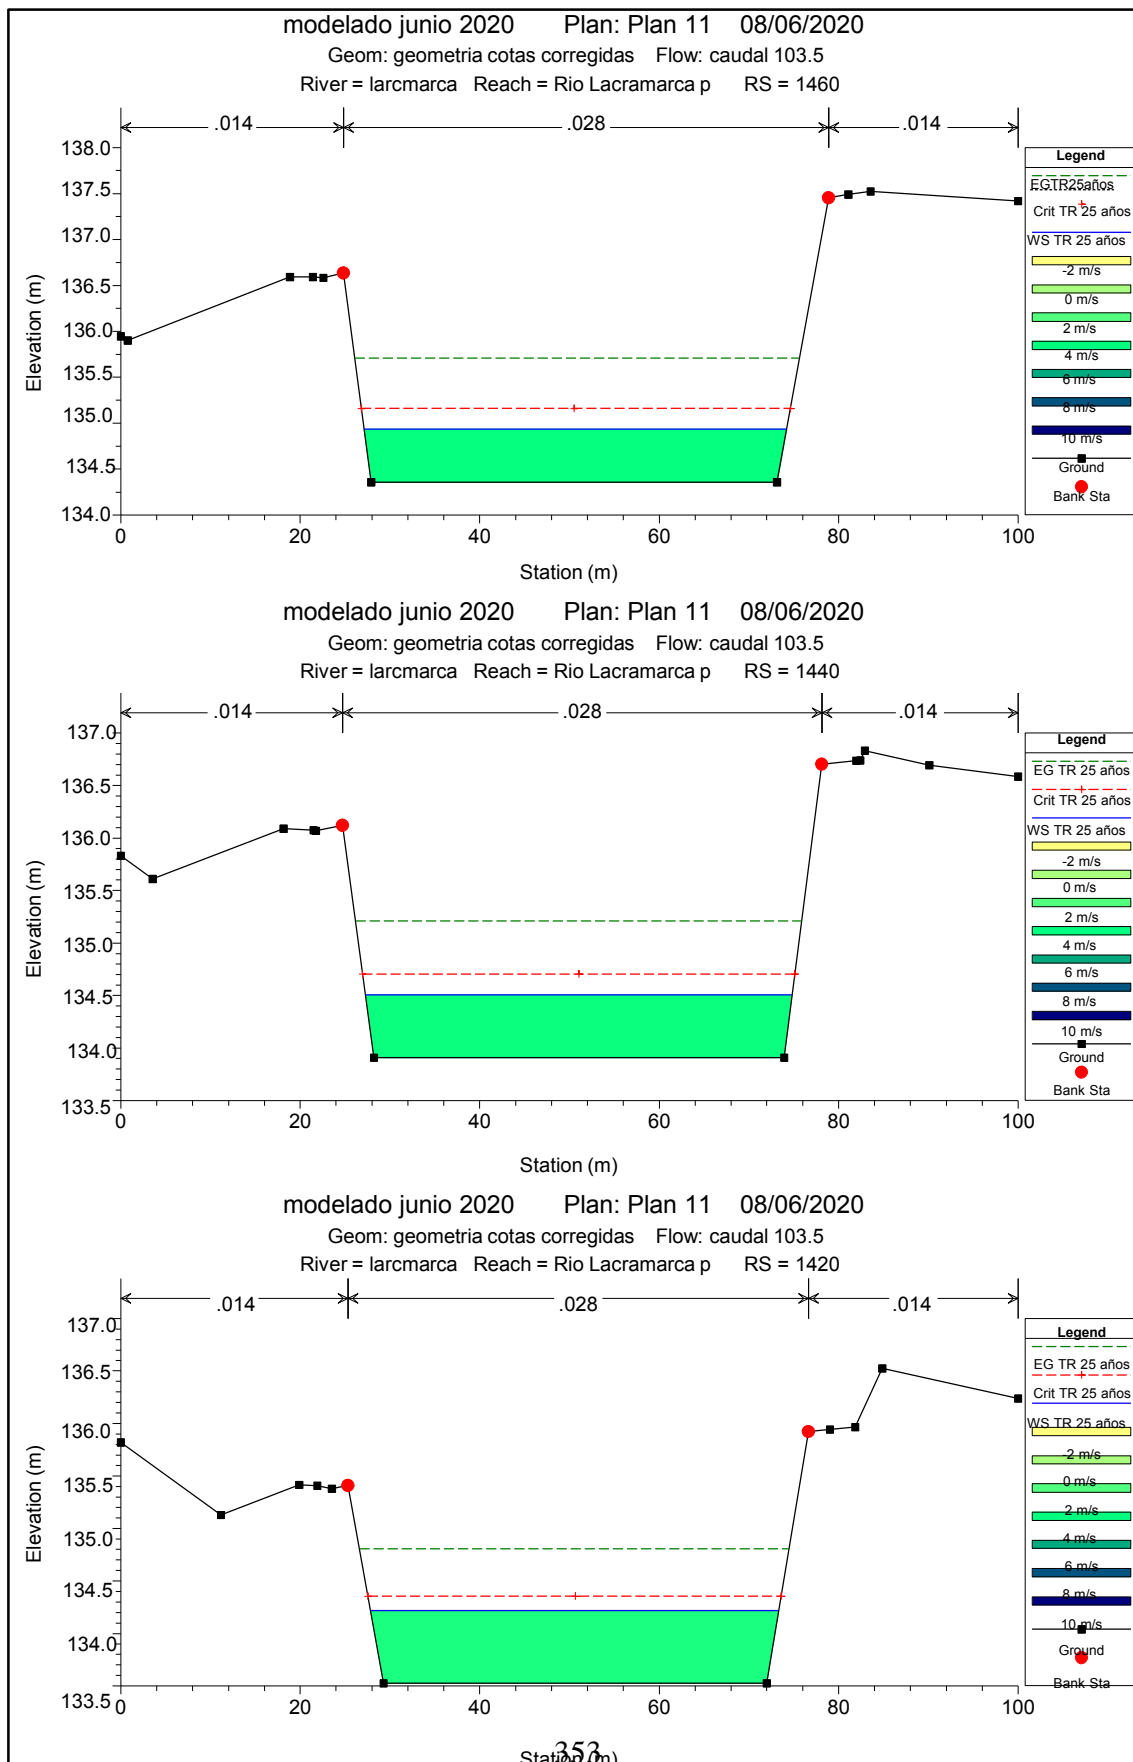 modelado junio 2020 Plan: Plan 11 08/06/2020
Geom: geometria cotas corregidas Flow: caudal 103.5
River = larcmarca Reach = Rio Lacramarca p RS = 1460
.014 .028 .014
138.0
137.5
137.0
136.5
136.0
135.5
135.0
134.5
134.0
Elevation (m)
0 20 40 60 80 100
Station (m)
Legend
EGTR25años
Crit TR 25 años
WS TR 25 años
-2 m/s
0 m/s
2 m/s
4 m/s
6 m/s
8 m/s
10 m/s
Ground
Bank Sta
modelado junio 2020 Plan: Plan 11 08/06/2020
Geom: geometria cotas corregidas Flow: caudal 103.5
River = larcmarca Reach = Rio Lacramarca p RS = 1440
.014 .028 .014
137.0
136.5
136.0
135.5
135.0
134.5
134.0
133.5
Elevation (m)
0 20 40 60 80 100
Station (m)
Legend
EG TR 25 años
Crit TR 25 años
WS TR 25 años
-2 m/s
0 m/s
2 m/s
4 m/s
6 m/s
8 m/s
10 m/s
Ground
Bank Sta
modelado junio 2020 Plan: Plan 11 08/06/2020
Geom: geometria cotas corregidas Flow: caudal 103.5
River = larcmarca Reach = Rio Lacramarca p RS = 1420
.014 .028 .014
137.0
136.5
136.0
135.5
135.0
134.5
134.0
133.5
Elevation (m)
0 20 40 60 80 100
Station (m)
353
Legend
EG TR 25 años
Crit TR 25 años
WS TR 25 años
-2 m/s
0 m/s
2 m/s
4 m/s
6 m/s
8 m/s
10 m/s
Ground
Bank Sta